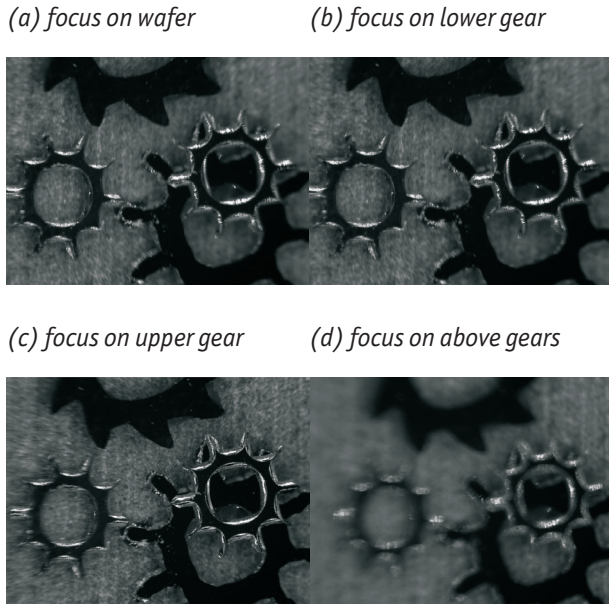 (a) focus on wafer
(b) focus on lower gear
(c) focus on upper gear
(d) focus on above gears